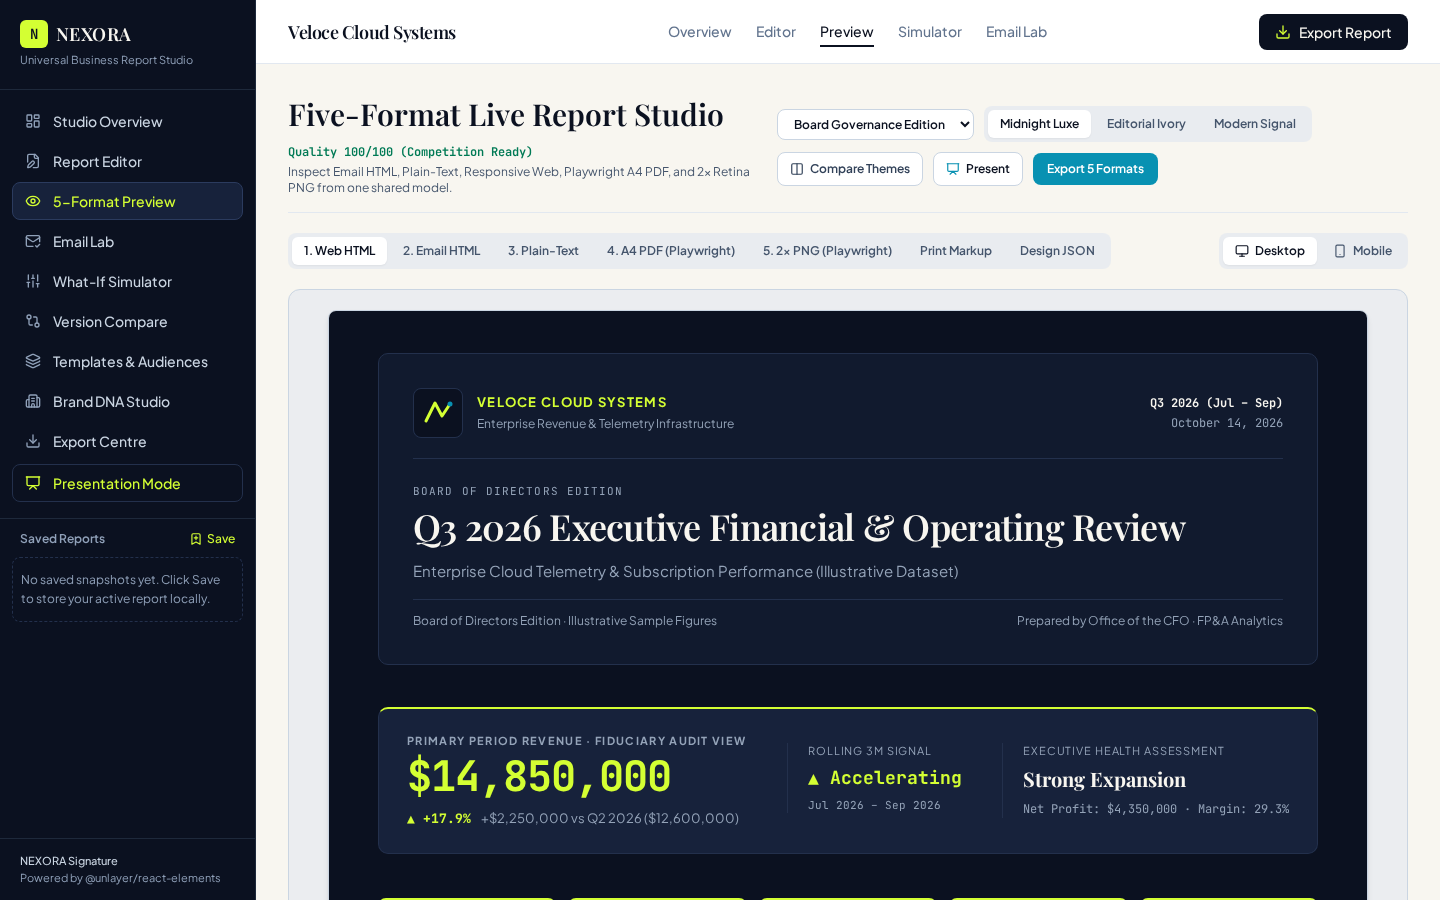 N NEXORA
Universal Business Report Studio
Studio Overview
Report Editor
5-Format Preview
Email Lab
What-If Simulator
Version Compare
Templates & Audiences
Brand DNA Studio
Export Centre
Presentation Mode
Saved Reports
Save
No saved snapshots yet. Click Save
to store your active report locally.
NEXORA Signature
Powered by @unlayer/react-elements
Veloce Cloud Systems
Overview
Editor
Preview
Simulator
Email Lab
Export Report
Five-Format Live Report Studio
Quality 100/100 (Competition Ready)
Inspect Email HTML, Plain-Text, Responsive Web, Playwright A4 PDF, and 2x Retina
PNG from one shared model.
Board Governance Edition
Midnight Luxe
Editorial Ivory
Modern Signal
Compare Themes
Present
Export 5 Formats
1. Web HTML
2. Email HTML
3. Plain-Text
4. A4 PDF (Playwright)
5. 2x PNG (Playwright)
Print Markup
Design JSON
Desktop
Mobile
VELOCE CLOUD SYSTEMS
Enterprise Revenue & Telemetry Infrastructure
Q3 2026 (Jul – Sep)
October 14, 2026
BOARD OF DIRECTORS EDITION
Q3 2026 Executive Financial & Operating Review
Enterprise Cloud Telemetry & Subscription Performance (Illustrative Dataset)
Board of Directors Edition · Illustrative Sample Figures
Prepared by Office of the CFO · FP&A Analytics
PRIMARY PERIOD REVENUE · FIDUCIARY AUDIT VIEW
$14,850,000
▲ +17.9% +$2,250,000 vs Q2 2026 ($12,600,000)
ROLLING 3M SIGNAL
▲ Accelerating
Jul 2026 – Sep 2026
EXECUTIVE HEALTH ASSESSMENT
Strong Expansion
Net Profit: $4,350,000 · Margin: 29.3%